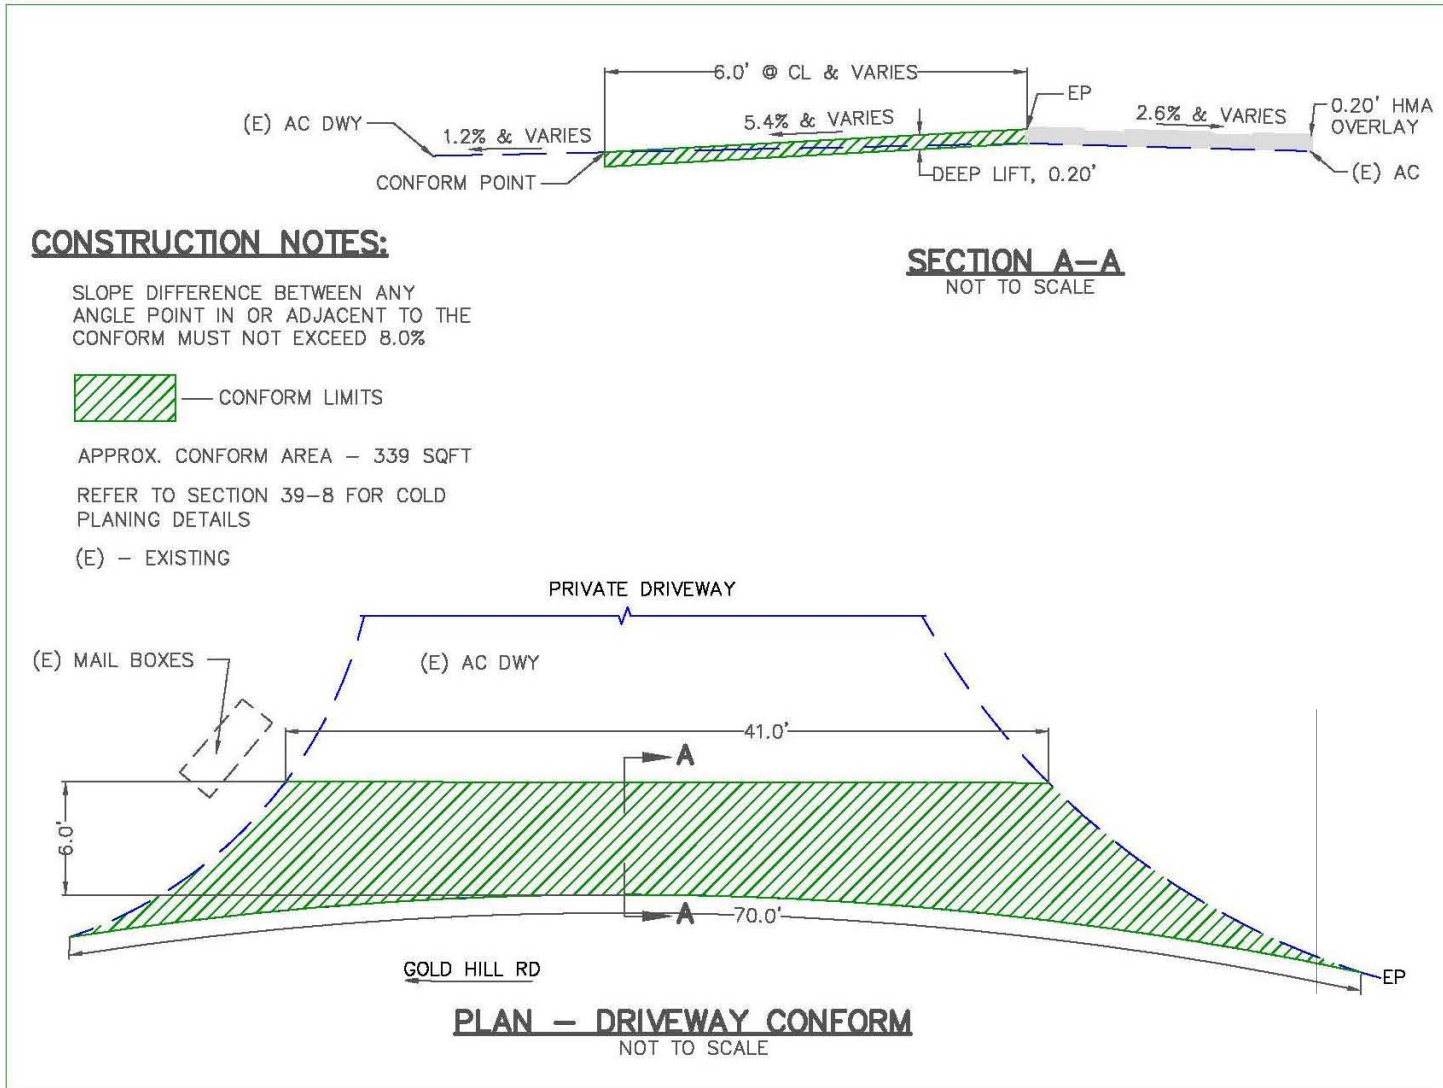 6.0' @ CL & VARIES
EP
(E) AC DWY
1.2% & VARIES
5.4% & VARIES
2.6% & VARIES
0.20' HMA
OVERLAY
CONFORM POINT
DEEP LIFT, 0.20'
(E) AC
SECTION A-A
NOT TO SCALE
CONSTRUCTION NOTES:
SLOPE DIFFERENCE BETWEEN ANY
ANGLE POINT IN OR ADJACENT TO THE
CONFORM MUST NOT EXCEED 8.0%
CONFORM LIMITS
APPROX. CONFORM AREA - 339 SQFT
REFER TO SECTION 39-8 FOR COLD
PLANING DETAILS
(E) - EXISTING
PRIVATE DRIVEWAY
(E) MAIL BOXES
(E) AC DWY
41.0'
A
6.0'
A
70.0'
GOLD HILL RD
EP
PLAN - DRIVEWAY CONFORM
NOT TO SCALE